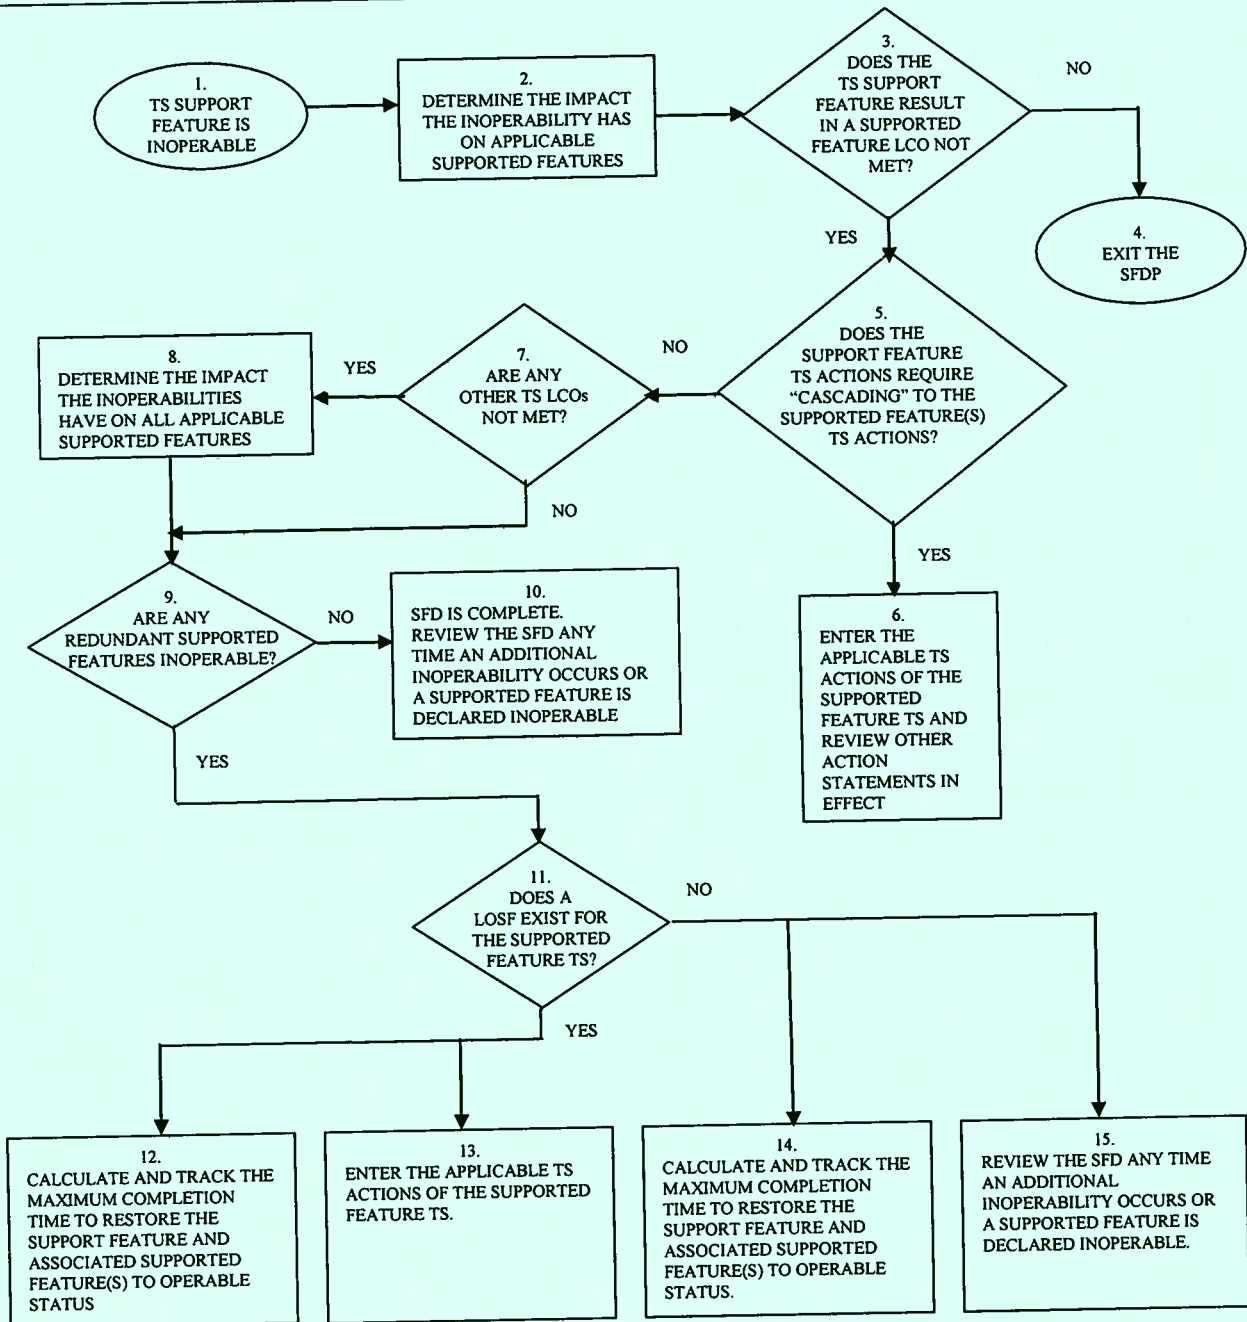 1.
TS SUPPORT
FEATURE IS
INOPERABLE
2.
DETERMINE THE IMPACT
THE INOPERABILITY HAS
ON APPLICABLE
SUPPORTED FEATURES
3.
DOES THE
TS SUPPORT
FEATURE RESULT
IN A SUPPORTED
FEATURE LCO NOT
MET?
NO
4.
EXIT THE
SFDP
YES
5.
DOES THE
SUPPORT FEATURE
TS ACTIONS REQUIRE
“CASCADING” TO THE
SUPPORTED FEATURE(S)
TS ACTIONS?
NO
YES
6.
ENTER THE
APPLICABLE TS
ACTIONS OF THE
SUPPORTED
FEATURE TS AND
REVIEW OTHER
ACTION
STATEMENTS IN
EFFECT
7.
ARE ANY
OTHER TS LCOs
NOT MET?
YES
NO
8.
DETERMINE THE IMPACT
THE INOPERABILITIES
HAVE ON ALL APPLICABLE
SUPPORTED FEATURES
9.
ARE ANY
REDUNDANT SUPPORTED
FEATURES INOPERABLE?
NO
10.
SFD IS COMPLETE.
REVIEW THE SFD ANY
TIME AN ADDITIONAL
INOPERABILITY OCCURS OR
A SUPPORTED FEATURE IS
DECLARED INOPERABLE
YES
11.
DOES A
LOSF EXIST FOR
THE SUPPORTED
FEATURE TS?
NO
YES
12.
CALCULATE AND TRACK THE
MAXIMUM COMPLETION
TIME TO RESTORE THE
SUPPORT FEATURE AND
ASSOCIATED SUPPORTED
FEATURE(S) TO OPERABLE
STATUS
13.
ENTER THE APPLICABLE TS
ACTIONS OF THE SUPPORTED
FEATURE TS.
14.
CALCULATE AND TRACK THE
MAXIMUM COMPLETION
TIME TO RESTORE THE
SUPPORT FEATURE AND
ASSOCIATED SUPPORTED
FEATURE(S) TO OPERABLE
STATUS.
15.
REVIEW THE SFD ANY TIME
AN ADDITIONAL
INOPERABILITY OCCURS OR
A SUPPORTED FEATURE IS
DECLARED INOPERABLE.